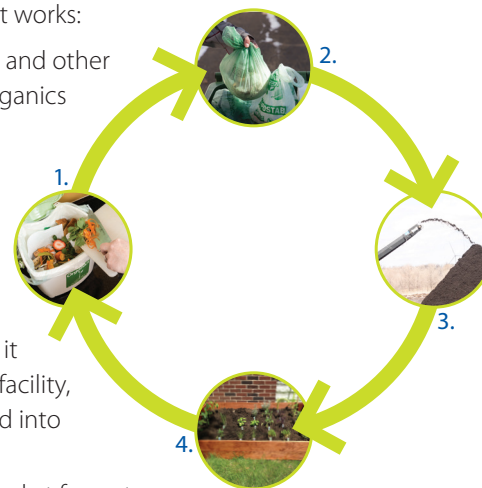 t works:
and other
ganics
2.
1.
3.
it
facility,
d into
4.